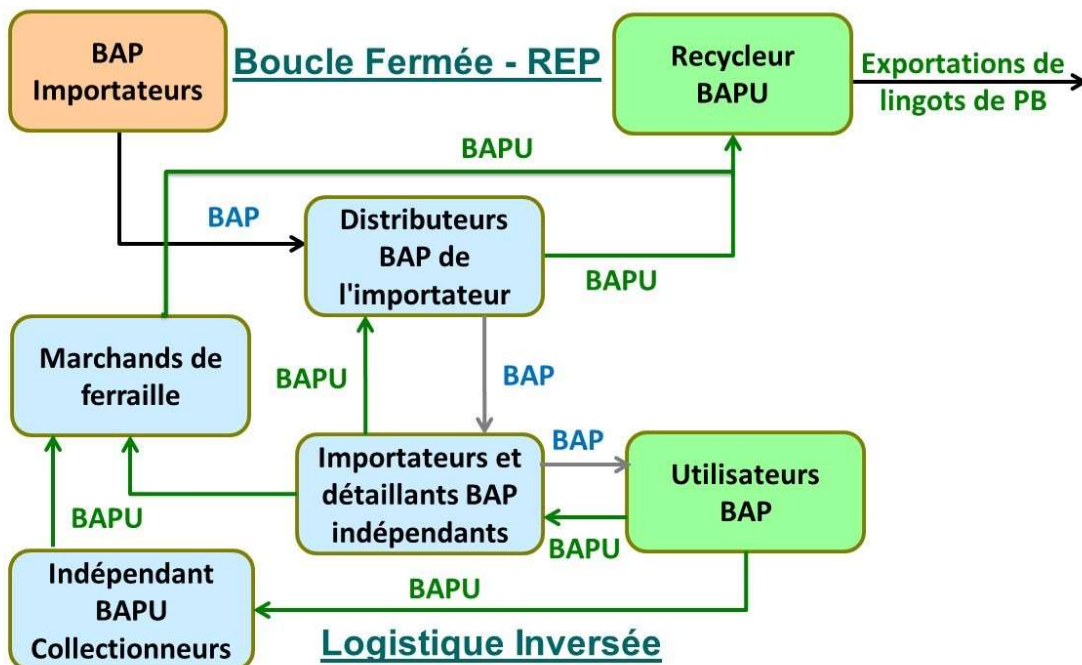 BAP
Importateurs
Boucle Fermée - REP
Recycleur
BAPU
Exportations de
lingots de PB
BAPU
BAP
Distributeurs
BAP de
l'importateur
BAPU
Marchands de
ferraille
BAPU
BAP
Importateurs et
détaillants BAP
indépendants
BAP
Utilisateurs
BAP
BAPU
BAPU
Indépendant
BAPU
Collectionneurs
BAPU
Logistique Inversée